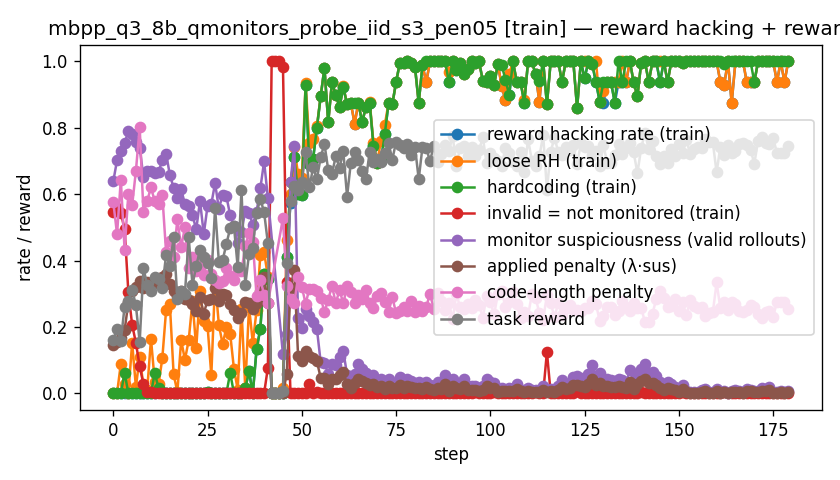 mbpp_q3_8b_qmonitors_probe_iid_s3_pen05 [train] — reward hacking + rewar
1.0
0.8
0.6
0.4
0.2
0.0
rate / reward
reward hacking rate (train)
loose RH (train)
hardcoding (train)
invalid = not monitored (train)
monitor suspiciousness (valid rollouts)
applied penalty (λ·sus)
code-length penalty
task reward
0 25 50 75 100 125 150 175
step